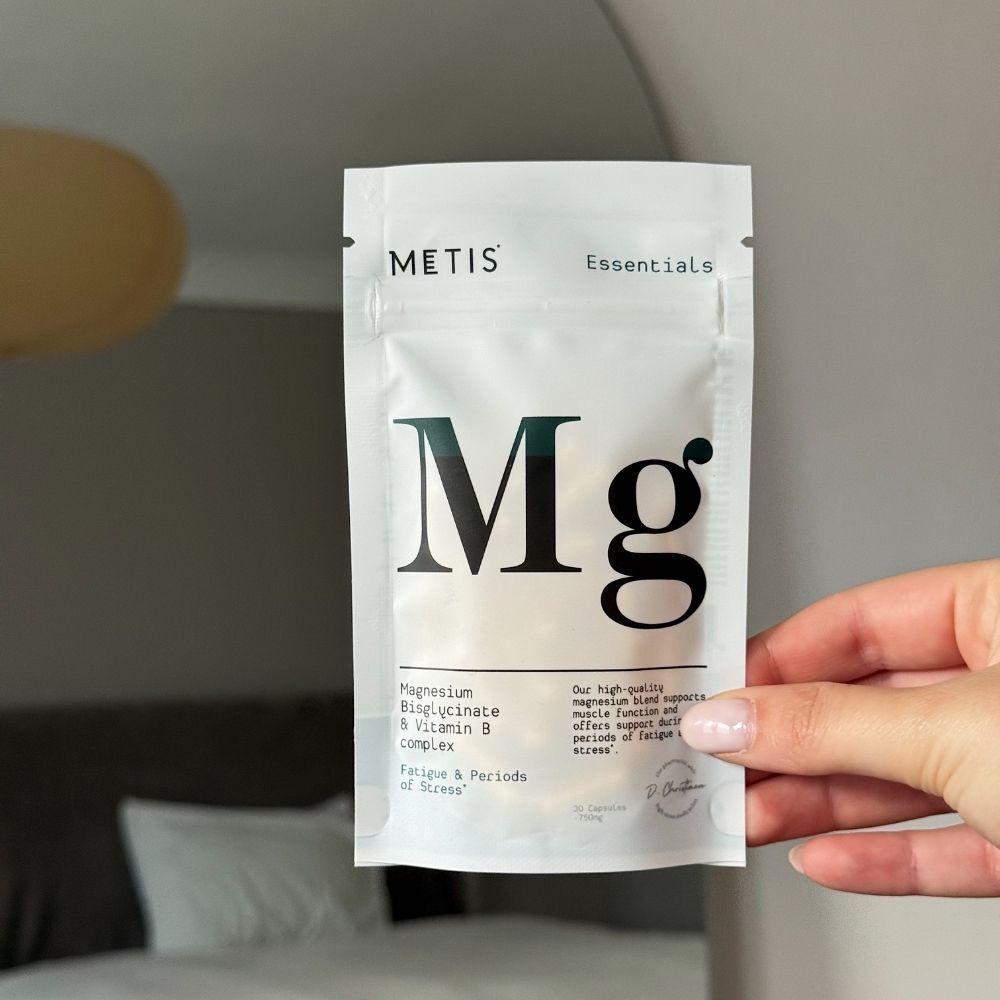 METIS
Essentials
Mg
Magnesium
Bisglycinate
& Vitamin B
complex
Fatigue & Periods
of Stress*
Our high-quality
magnesium blend supports
muscle function and
offers support during
periods of fatigue
stress*.
30 Capsules
-750mg
D. Christiaen